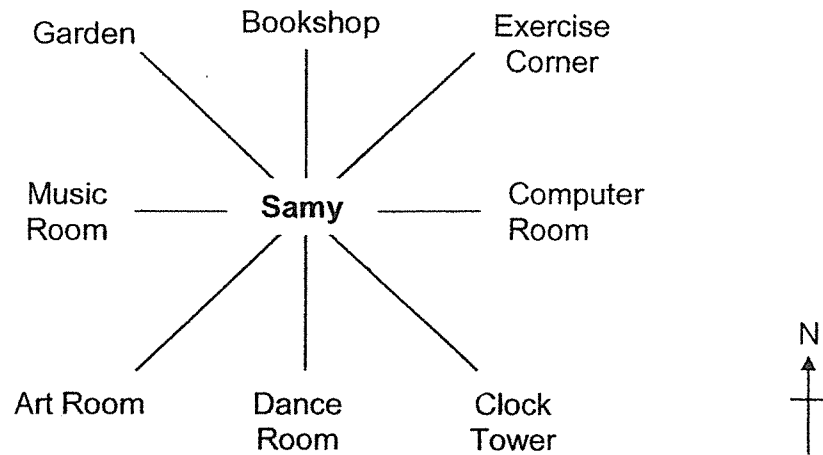 Garden
Bookshop
Exercise
Corner
Music
Room
Samy
Computer
Room
N
Art Room
Dance
Room
Clock
Tower